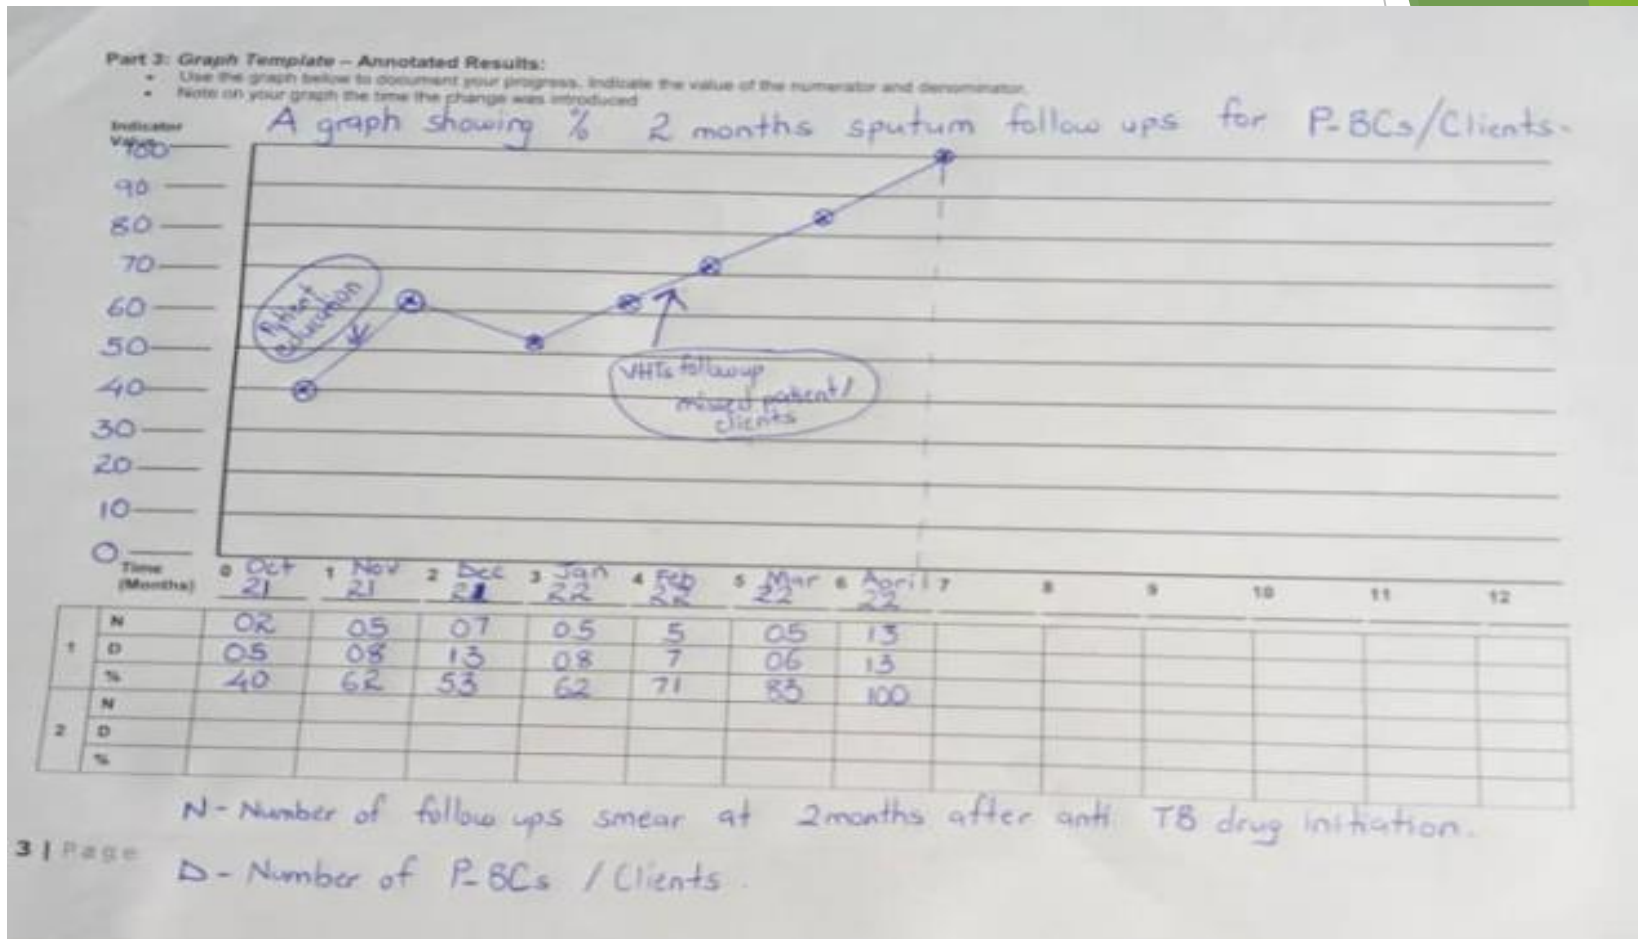 Part 3: Graph Template – Annotated Results:
• Use the graph below to document your progress. Indicate the value of the numerator and denominator.
• Note on your graph the time the change was introduced
A graph showing % 2 months sputum follow ups for P-BCs/Clients.
Indicator
Value
100
90
80
70
60
50
40
30
20
10
0
Patient
education
VHTs followup
missed patient/
clients
Time
(Months)
0 Oct 21 1 Nov 21 2 Dec 21 3 Jan 22 4 Feb 22 5 Mar 22 6 April 22 7 8 9 10 11 12
1
N 02 05 07 05 5 05 13
D 05 08 13 08 7 06 13
% 40 62 53 62 71 83 100
2
N
D
%
N - Number of follow ups smear at 2months after anti TB drug initiation.
3 | Page
D - Number of P-BCs / Clients.